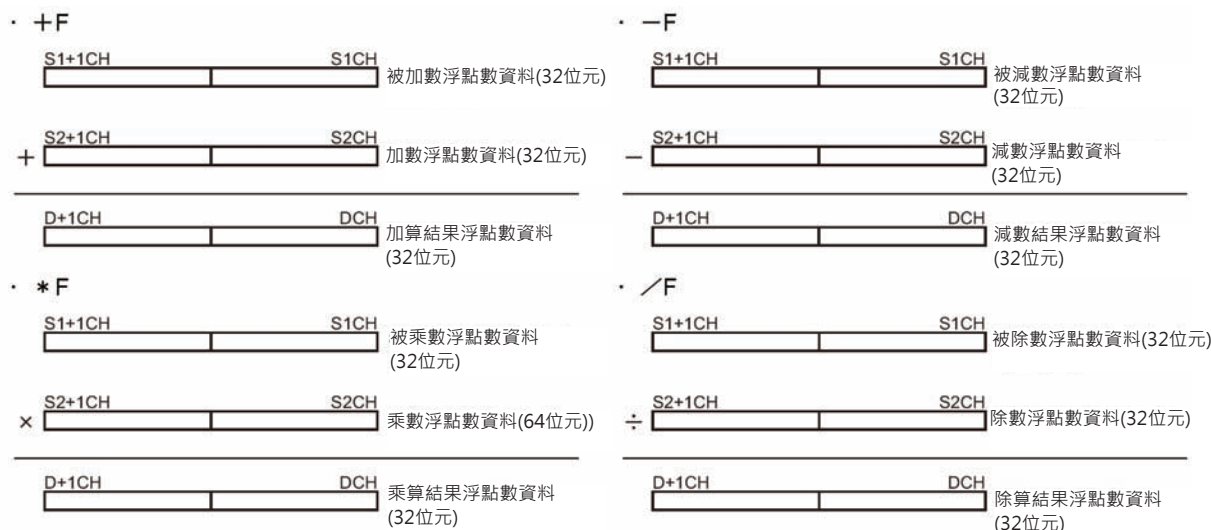 · +F
S1+1CH S1CH
被加數浮點數資料(32位元)
+ S2+1CH S2CH
加數浮點數資料(32位元)
D+1CH DCH
加算結果浮點數資料
(32位元)
· −F
S1+1CH S1CH
被減數浮點數資料
(32位元)
− S2+1CH S2CH
減數浮點數資料
(32位元)
D+1CH DCH
減數結果浮點數資料
(32位元)
· *F
S1+1CH S1CH
被乘數浮點數資料
(32位元)
× S2+1CH S2CH
乘數浮點數資料(64位元))
D+1CH DCH
乘算結果浮點數資料
(32位元)
· /F
S1+1CH S1CH
被除數浮點數資料(32位元)
÷ S2+1CH S2CH
除數浮點數資料(32位元)
D+1CH DCH
除算結果浮點數資料
(32位元)